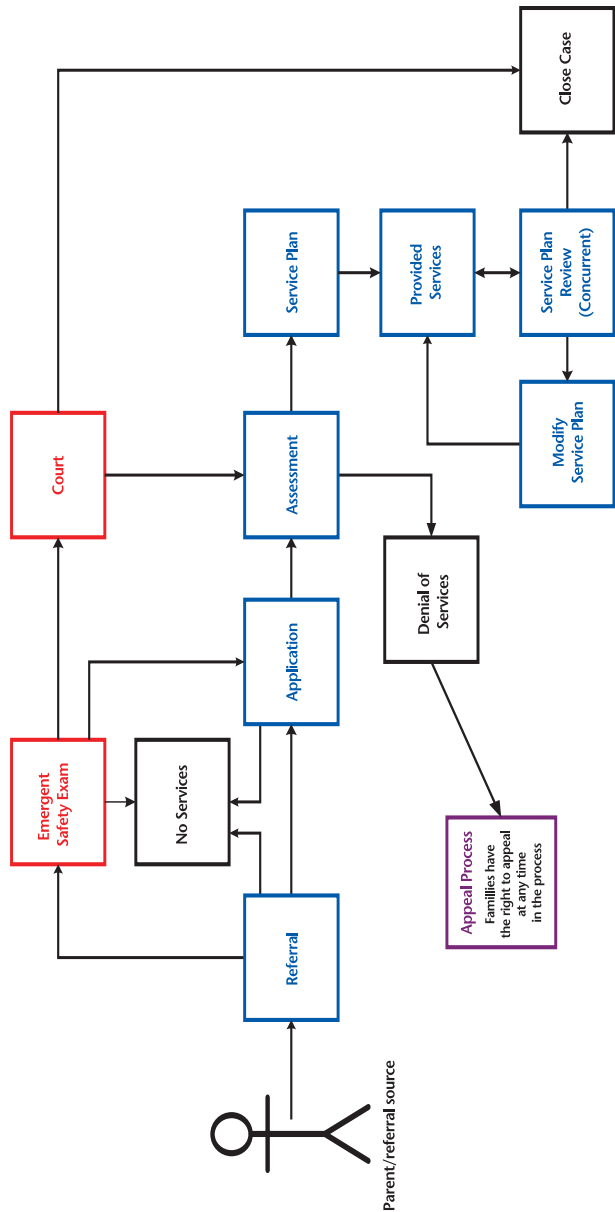 Parent/referral source
Referral
Emergent
Safety Exam
No Services
Application
Court
Assessment
Service Plan
Provided
Services
Service Plan
Review
(Concurrent)
Modify
Service Plan
Close Case
Denial of
Services
Appeal Process
Famillies have
the right to appeal
at any time
in the process